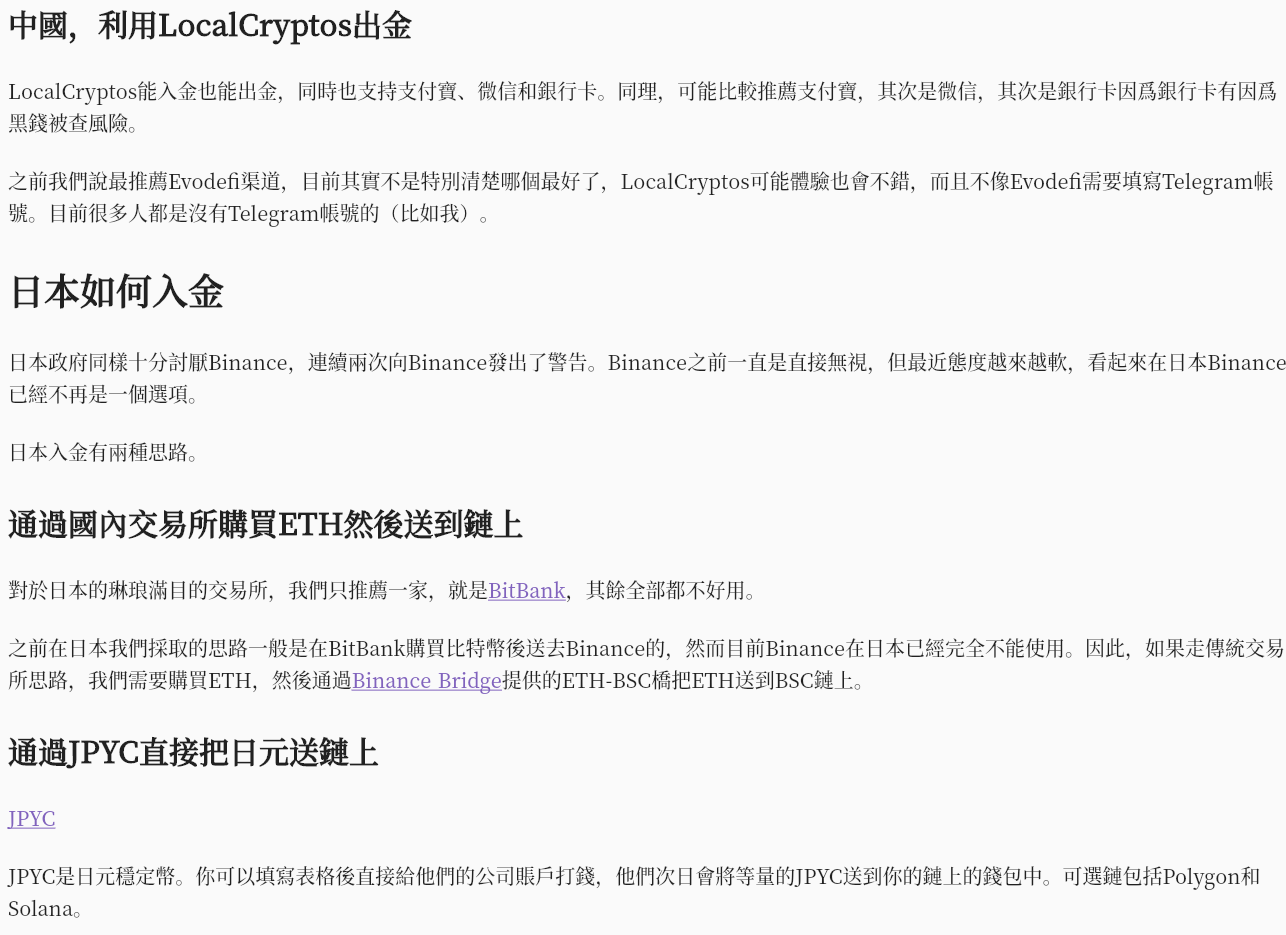 中國，利用LocalCryptos出金
LocalCryptos能入金也能出金，同時也支持支付寶、微信和銀行卡。同理，可能比較推薦支付寶，其次是微信，其次是銀行卡因爲銀行卡有因爲
黑錢被查風險。
之前我們說最推薦Evodefi渠道，目前其實不是特別清楚哪個最好了，LocalCryptos可能體驗也會不錯，而且不像Evodefi需要填寫Telegram帳
號。目前很多人都是沒有Telegram帳號的（比如我）。
日本如何入金
日本政府同樣十分討厭Binance，連續兩次向Binance發出了警告。Binance之前一直是直接無視，但最近態度越來越軟，看起來在日本Binance
已經不再是一個選項。
日本入金有兩種思路。
通過國內交易所購買ETH然後送到鏈上
對於日本的琳琅滿目的交易所，我們只推薦一家，就是BitBank，其餘全部都不好用。
之前在日本我們採取的思路一般是在BitBank購買比特幣後送去Binance的，然而目前Binance在日本已經完全不能使用。因此，如果走傳統交易
所思路，我們需要購買ETH，然後通過Binance Bridge提供的ETH-BSC橋把ETH送到BSC鏈上。
通過JPYC直接把日元送鏈上
JPYC
JPYC是日元穩定幣。你可以填寫表格後直接給他們的公司賬戶打錢，他們次日會將等量的JPYC送到你的鏈上的錢包中。可選鏈包括Polygon和
Solana。